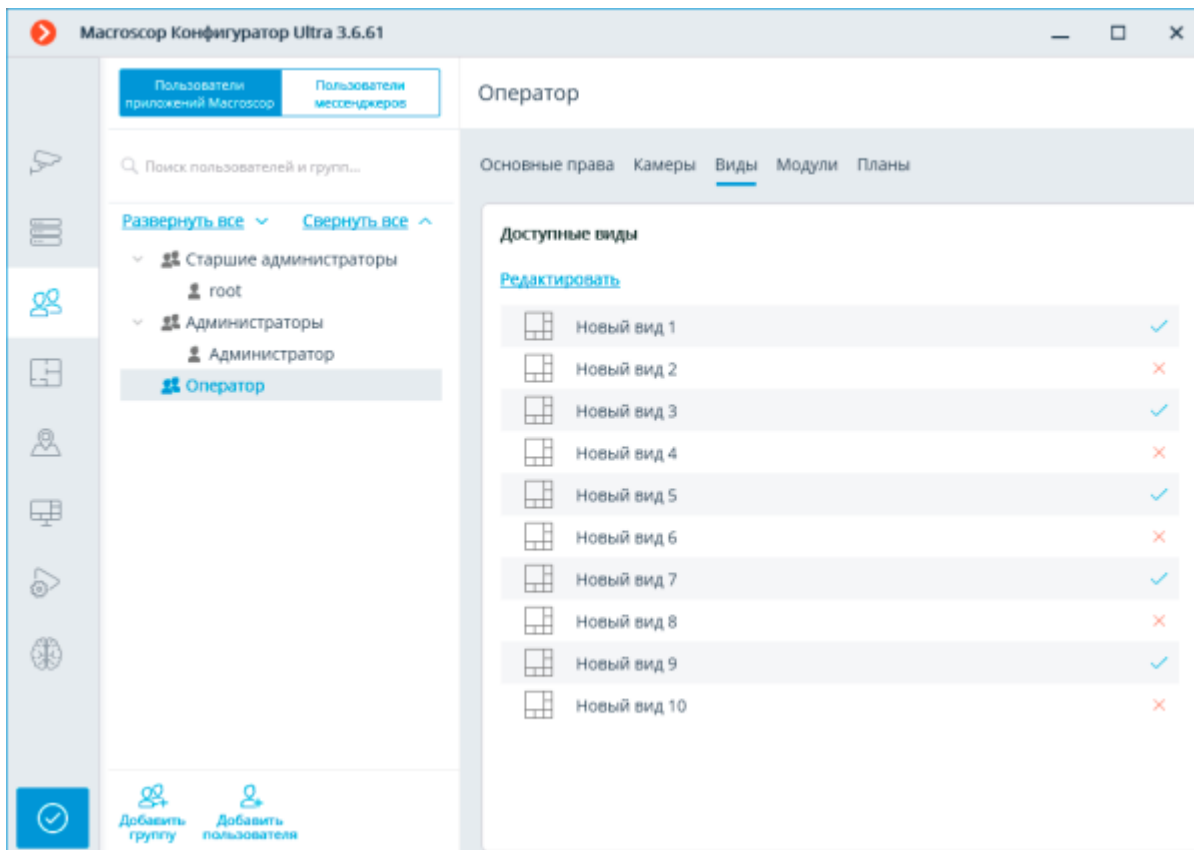 Macroscop Конфигуратор Ultra 3.6.61
Пользователи
приложений Macroscop
Пользователи
мессенджеров
Поиск пользователей и групп...
Развернуть все
Свернуть все
Старшие администраторы
root
Администраторы
Администратор
Оператор
Добавить
группу
Добавить
пользователя
Оператор
Основные права Камеры Виды Модули Планы
Доступные виды
Редактировать
Новый вид 1
Новый вид 2
Новый вид 3
Новый вид 4
Новый вид 5
Новый вид 6
Новый вид 7
Новый вид 8
Новый вид 9
Новый вид 10